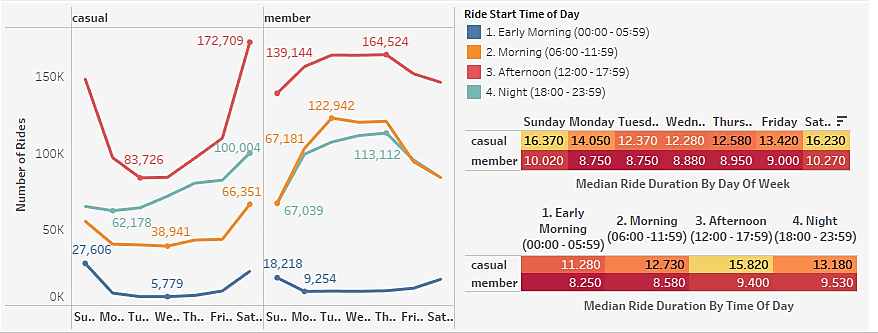 casual
member
Number of Rides
150K
100K
50K
0K
172,709
83,726
100,004
62,178
66,351
38,941
27,606
5,779
164,524
139,144
122,942
67,181
113,112
67,039
18,218
9,254
Su.. Mo.. Tu.. We.. Th.. Fri.. Sat..
Su.. Mo.. Tu.. We.. Th.. Fri.. Sat..
Ride Start Time of Day
1. Early Morning (00:00 - 05:59)
2. Morning (06:00 -11:59)
3. Afternoon (12:00 - 17:59)
4. Night (18:00 - 23:59)
Sunday Monday Tuesd.. Wedn.. Thurs.. Friday Sat..
casual 16.370 14.050 12.370 12.280 12.580 13.420 16.230
member 10.020 8.750 8.750 8.880 8.950 9.000 10.270
Median Ride Duration By Day Of Week
1. Early
Morning
(00:00 - 05:59)
2. Morning
(06:00 -11:59)
3. Afternoon
(12:00 - 17:59)
4. Night
(18:00 - 23:59)
casual 11.280 12.730 15.820 13.180
member 8.250 8.580 9.400 9.530
Median Ride Duration By Time Of Day